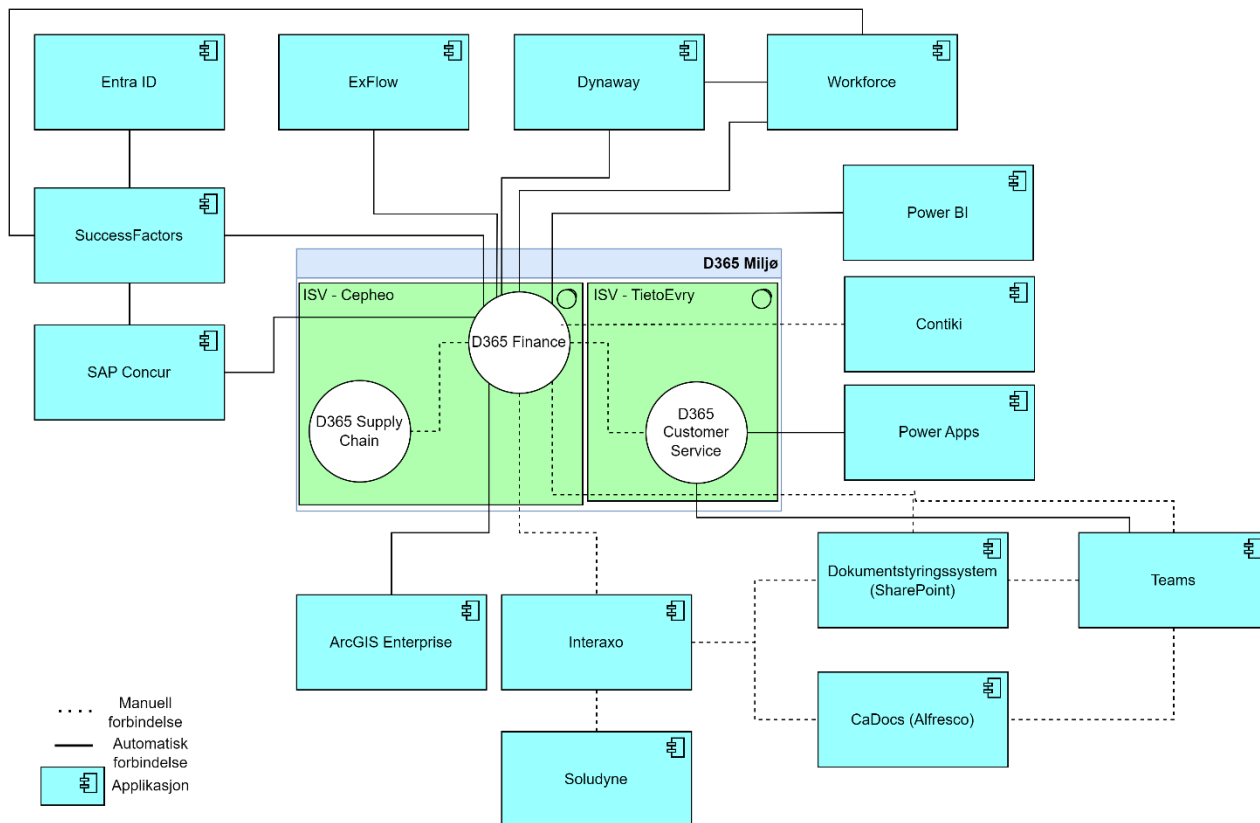 Entra ID
ExFlow
Dynaway
Workforce
SuccessFactors
Power BI
D365 Miljø
ISV - Cepheo
ISV - TietoEvry
D365 Finance
Contiki
SAP Concur
D365 Supply
Chain
D365
Customer
Service
Power Apps
Dokumentstyringssystem
(SharePoint)
Teams
ArcGIS Enterprise
Interaxo
CaDocs (Alfresco)
Soludyne
Manuell
forbindelse
Automatisk
forbindelse
Applikasjon